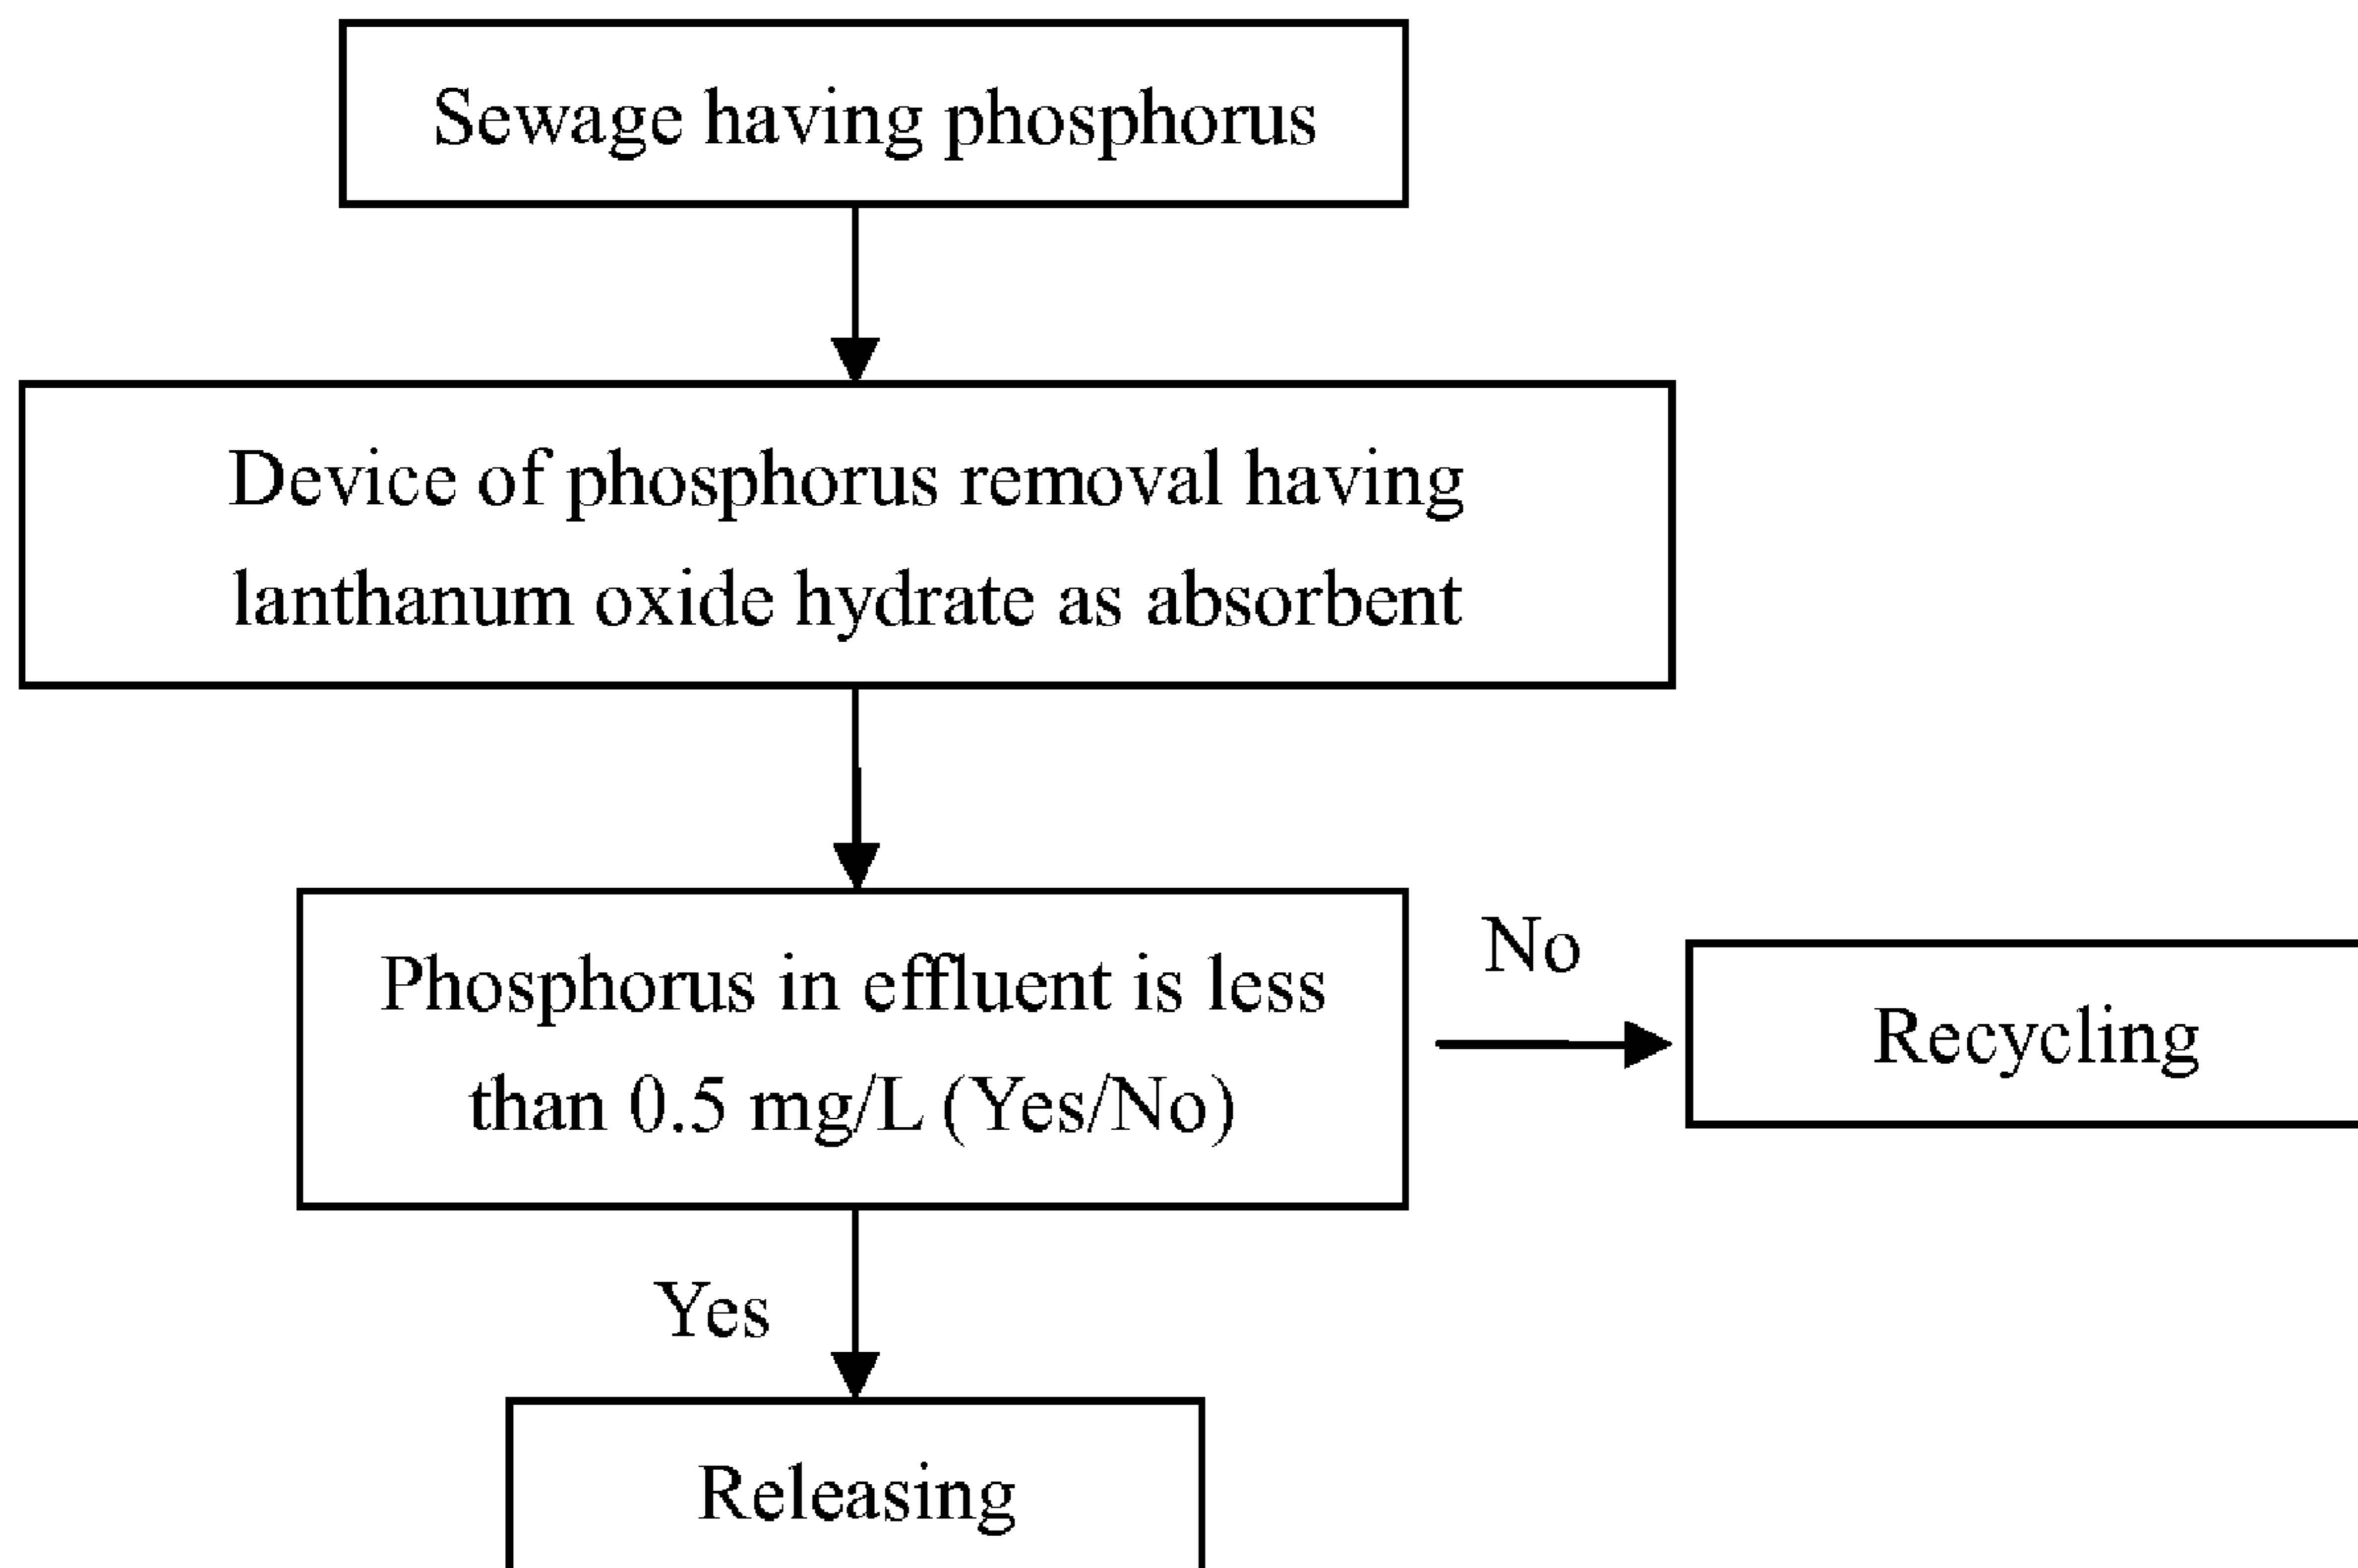 Sewage having phosphorus
Device of phosphorus removal having
lanthanum oxide hydrate as absorbent
Phosphorus in effluent is less
than 0.5 mg/L (Yes/No)
No
Recycling
Yes
Releasing